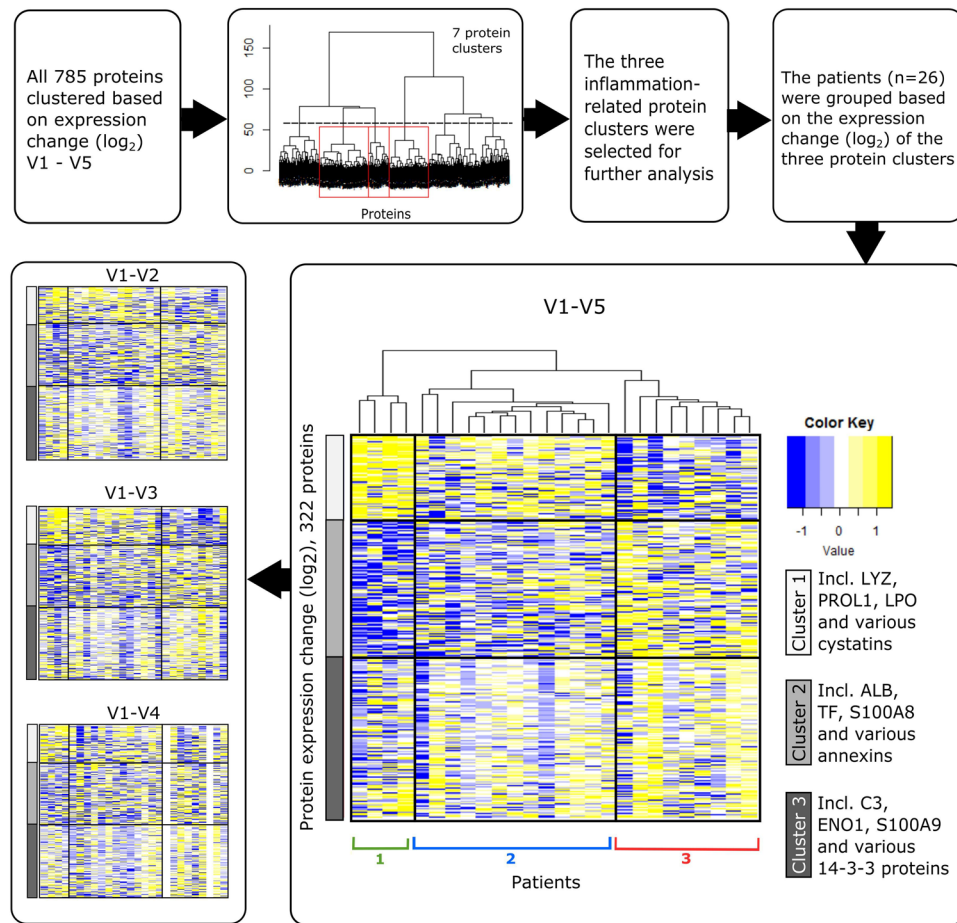 All 785 proteins
clustered based
on expression
change (log₂)
V1 - V5
7 protein
clusters
150
100
50
0
Proteins
The three
inflammation-
related protein
clusters were
selected for
further analysis
The patients (n=26)
were grouped based
on the expression
change (log₂) of the
three protein clusters
V1-V2
V1-V3
V1-V4
V1-V5
Protein expression change (log2), 322 proteins
1
2
3
Patients
Color Key
-1 0 1
Value
Cluster 1
Incl. LYZ,
PROL1, LPO
and various
cystatins
Cluster 2
Incl. ALB,
TF, S100A8
and various
annexins
Cluster 3
Incl. C3,
ENO1, S100A9
and various
14-3-3 proteins